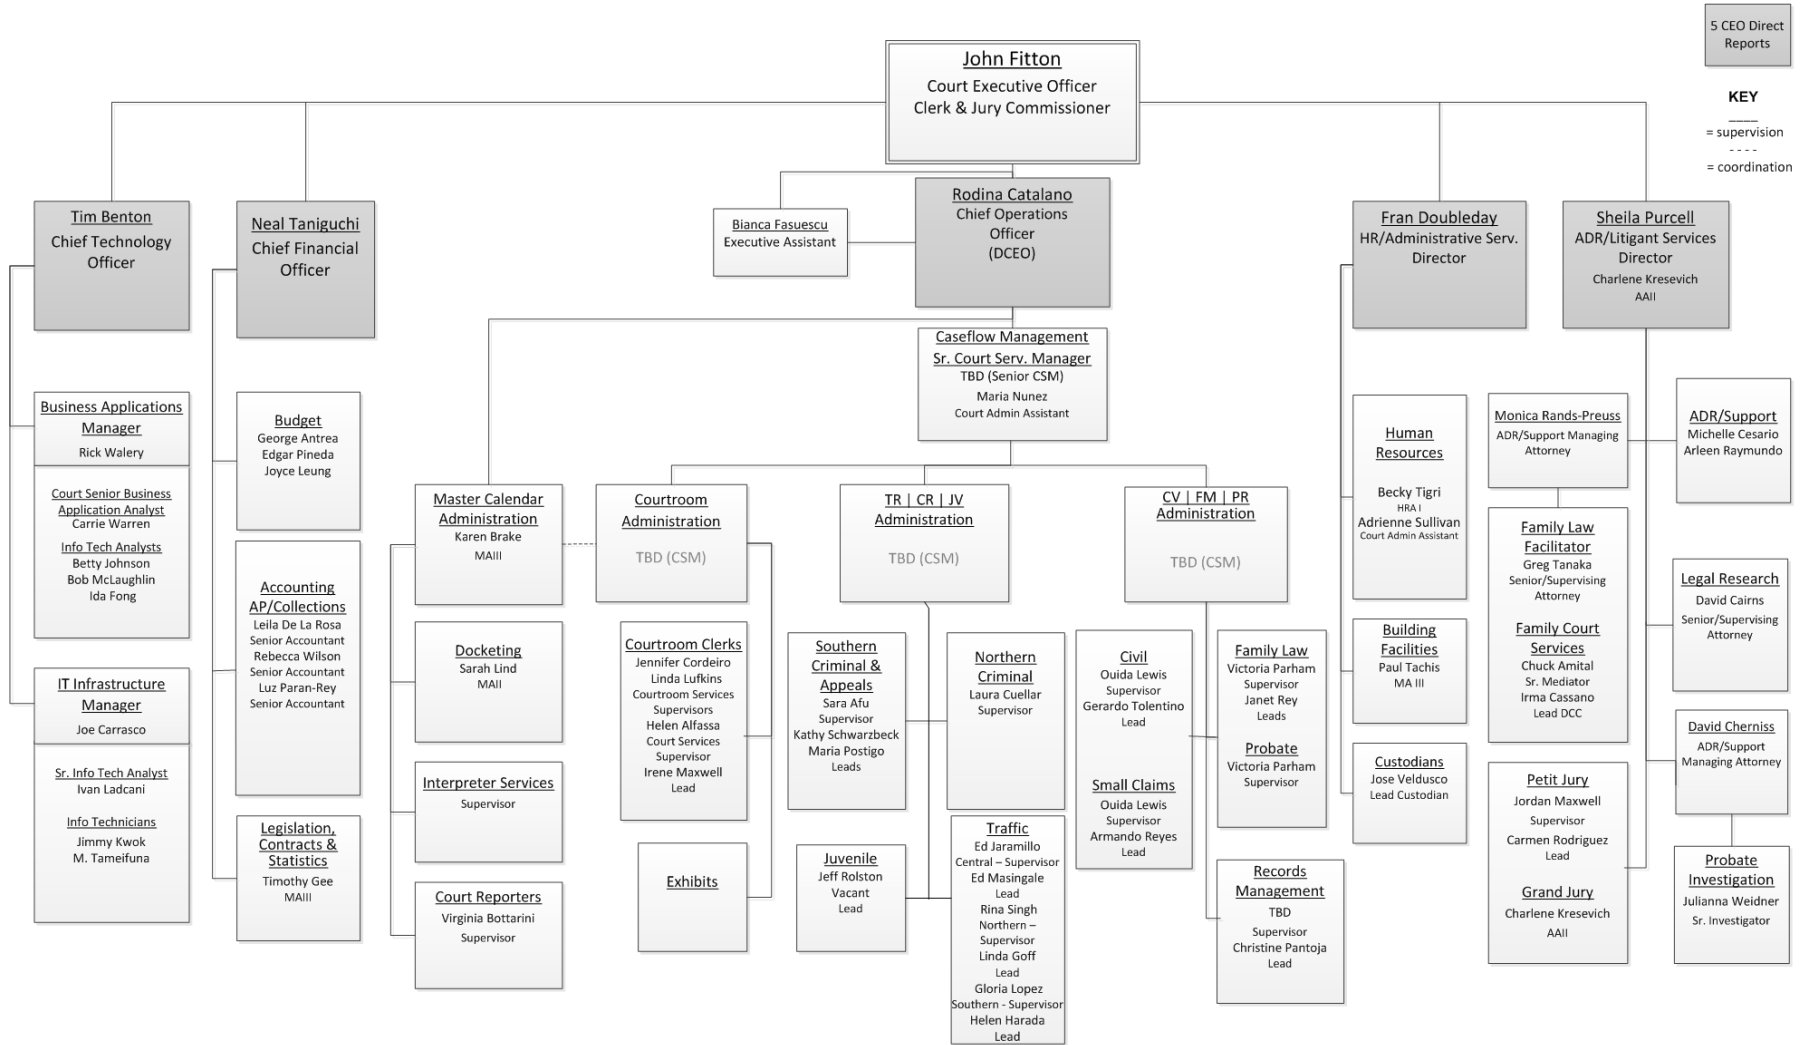 5 CEO Direct
Reports
KEY
____
= supervision
- - - -
= coordination
John Fitton
Court Executive Officer
Clerk & Jury Commissioner
Tim Benton
Chief Technology
Officer
Neal Taniguchi
Chief Financial
Officer
Bianca Fasuescu
Executive Assistant
Rodina Catalano
Chief Operations
Officer
(DCEO)
Fran Doubleday
HR/Administrative Serv.
Director
Sheila Purcell
ADR/Litigant Services
Director
Charlene Kresevich
AAII
Caseflow Management
Sr. Court Serv. Manager
TBD (Senior CSM)
Maria Nunez
Court Admin Assistant
Business Applications
Manager
Rick Walery
Court Senior Business
Application Analyst
Carrie Warren
Info Tech Analysts
Betty Johnson
Bob McLaughlin
Ida Fong
IT Infrastructure
Manager
Joe Carrasco
Sr. Info Tech Analyst
Ivan Ladcani
Info Technicians
Jimmy Kwok
M. Tameifuna
Budget
George Antrea
Edgar Pineda
Joyce Leung
Accounting
AP/Collections
Leila De La Rosa
Senior Accountant
Rebecca Wilson
Senior Accountant
Luz Paran-Rey
Senior Accountant
Legislation,
Contracts &
Statistics
Timothy Gee
MAIII
Master Calendar
Administration
Karen Brake
MAIII
Docketing
Sarah Lind
MAII
Interpreter Services
Supervisor
Court Reporters
Virginia Bottarini
Supervisor
Courtroom
Administration
TBD (CSM)
Courtroom Clerks
Jennifer Cordeiro
Linda Lufkins
Courtroom Services
Supervisors
Helen Alfassa
Court Services
Supervisor
Irene Maxwell
Lead
Exhibits
TR | CR | JV
Administration
TBD (CSM)
Southern
Criminal &
Appeals
Sara Afu
Supervisor
Kathy Schwarzbeck
Maria Postigo
Leads
Northern
Criminal
Laura Cuellar
Supervisor
Juvenile
Jeff Rolston
Vacant
Lead
Traffic
Ed Jaramillo
Central – Supervisor
Ed Masingale
Lead
Rina Singh
Northern –
Supervisor
Linda Goff
Lead
Gloria Lopez
Southern - Supervisor
Helen Harada
Lead
CV | FM | PR
Administration
TBD (CSM)
Civil
Ouida Lewis
Supervisor
Gerardo Tolentino
Lead
Small Claims
Ouida Lewis
Supervisor
Armando Reyes
Lead
Family Law
Victoria Parham
Supervisor
Janet Rey
Leads
Probate
Victoria Parham
Supervisor
Records
Management
TBD
Supervisor
Christine Pantoja
Lead
Human
Resources
Becky Tigri
HRA I
Adrienne Sullivan
Court Admin Assistant
Building
Facilities
Paul Tachis
MA III
Custodians
Jose Veldusco
Lead Custodian
Monica Rands-Preuss
ADR/Support Managing
Attorney
Family Law
Facilitator
Greg Tanaka
Senior/Supervising
Attorney
Family Court
Services
Chuck Amital
Sr. Mediator
Irma Cassano
Lead DCC
Petit Jury
Jordan Maxwell
Supervisor
Carmen Rodriguez
Lead
Grand Jury
Charlene Kresevich
AAII
ADR/Support
Michelle Cesario
Arleen Raymundo
Legal Research
David Cairns
Senior/Supervising
Attorney
David Cherniss
ADR/Support
Managing Attorney
Probate
Investigation
Julianna Weidner
Sr. Investigator